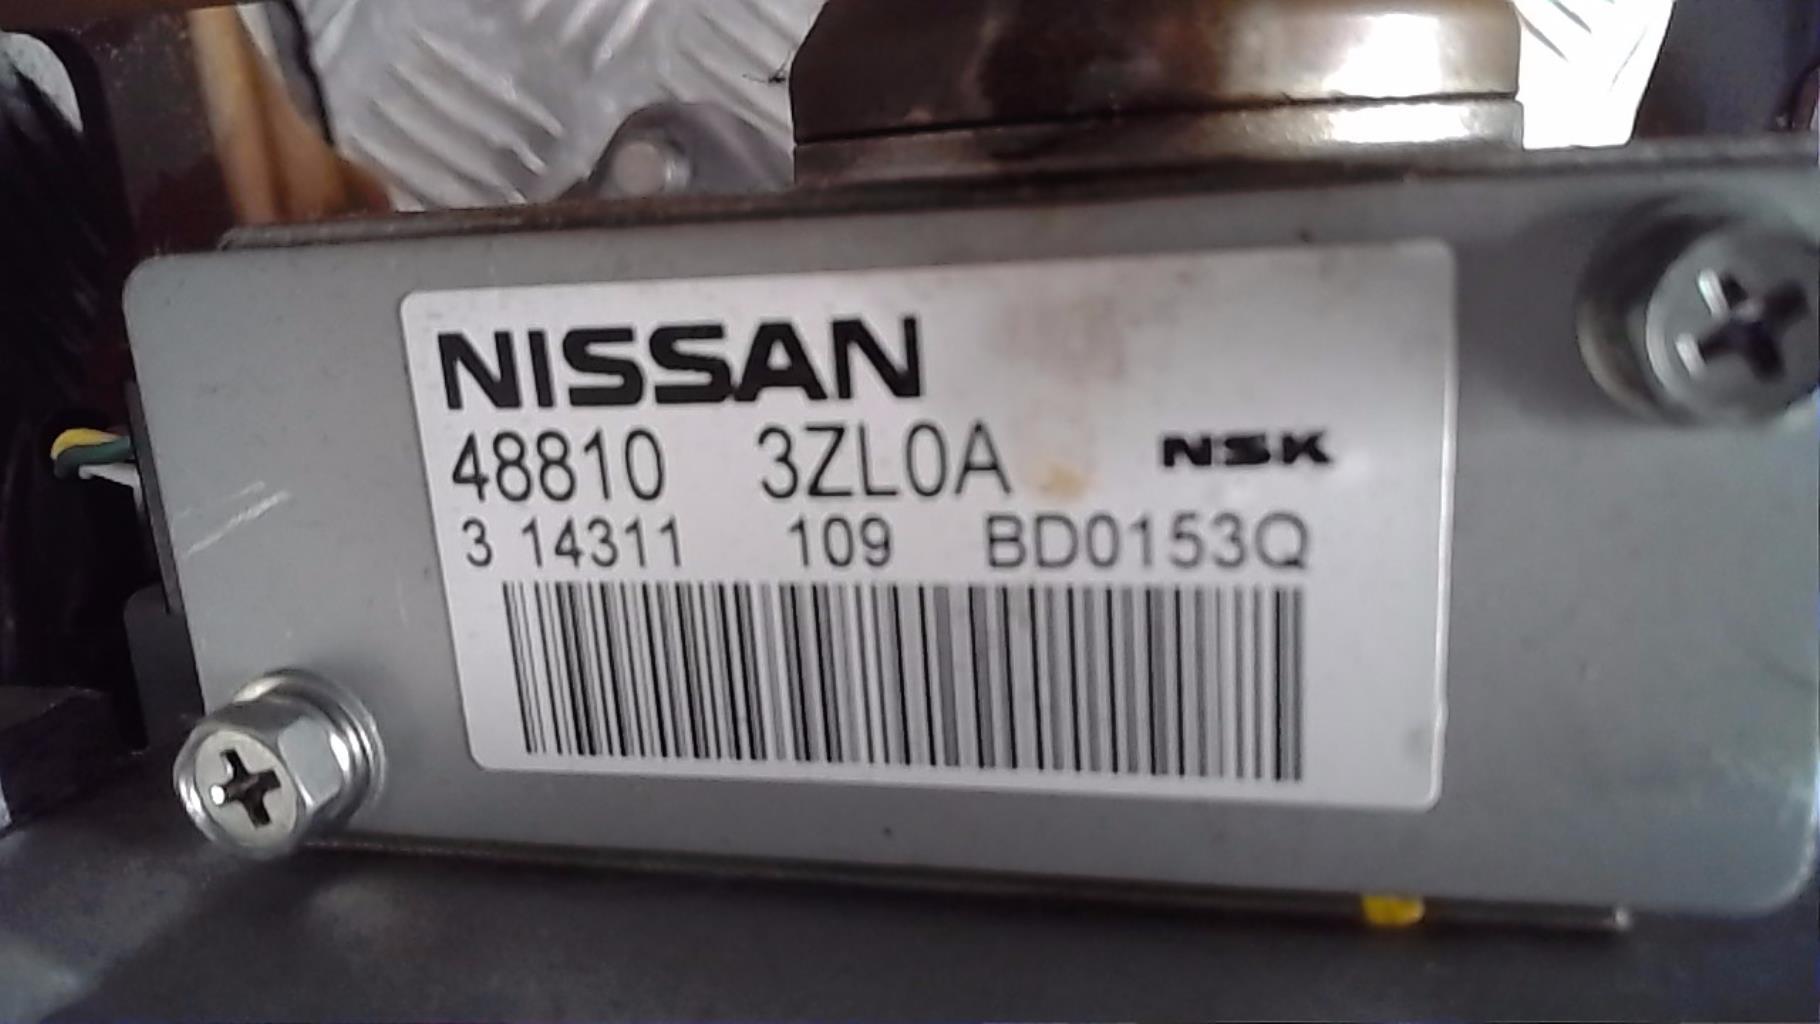 NISSAN
48810 3ZL0A NSK
3 14311 109 BD0153Q